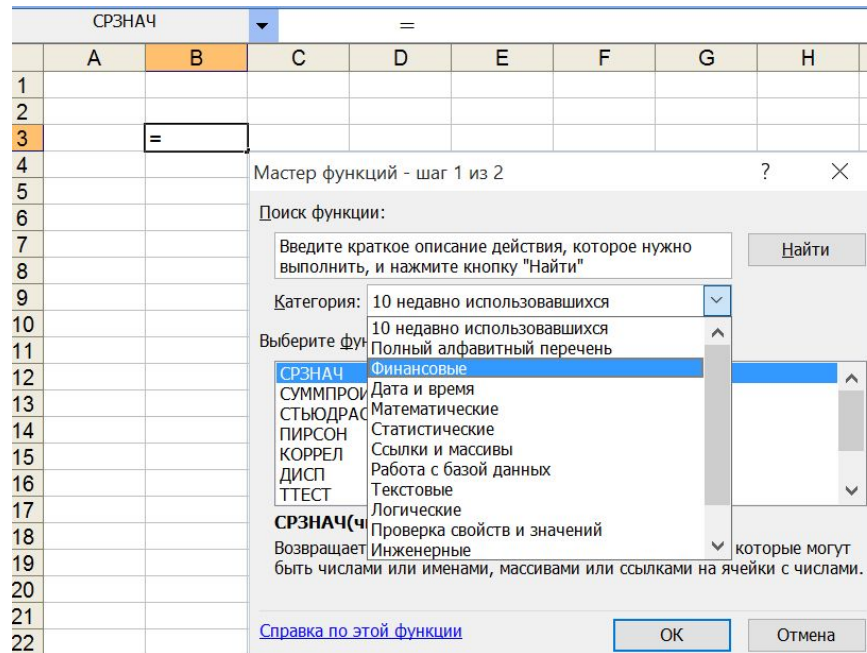 СРЗНАЧ =
A B C D E F G H
1
2
3 =
4
5
6
7
8
9
10
11
12
13
14
15
16
17
18
19
20
21
22
Мастер функций - шаг 1 из 2 ?
Поиск функции:
Введите краткое описание действия, которое нужно
выполнить, и нажмите кнопку "Найти"
Найти
Категория: 10 недавно использовавшихся
10 недавно использовавшихся
Полный алфавитный перечень
Финансовые
Дата и время
Математические
Статистические
Ссылки и массивы
Работа с базой данных
Текстовые
Логические
Проверка свойств и значений
Инженерные
Выберите
СРЗНАЧ
ПИРСОН
КОРРЕЛ
ДИСП
ТТЕСТ
Возвращает которые могут
быть числами или именами, массивами или ссылками на ячейки с числами.
Справка по этой функции
ОК
Отмена